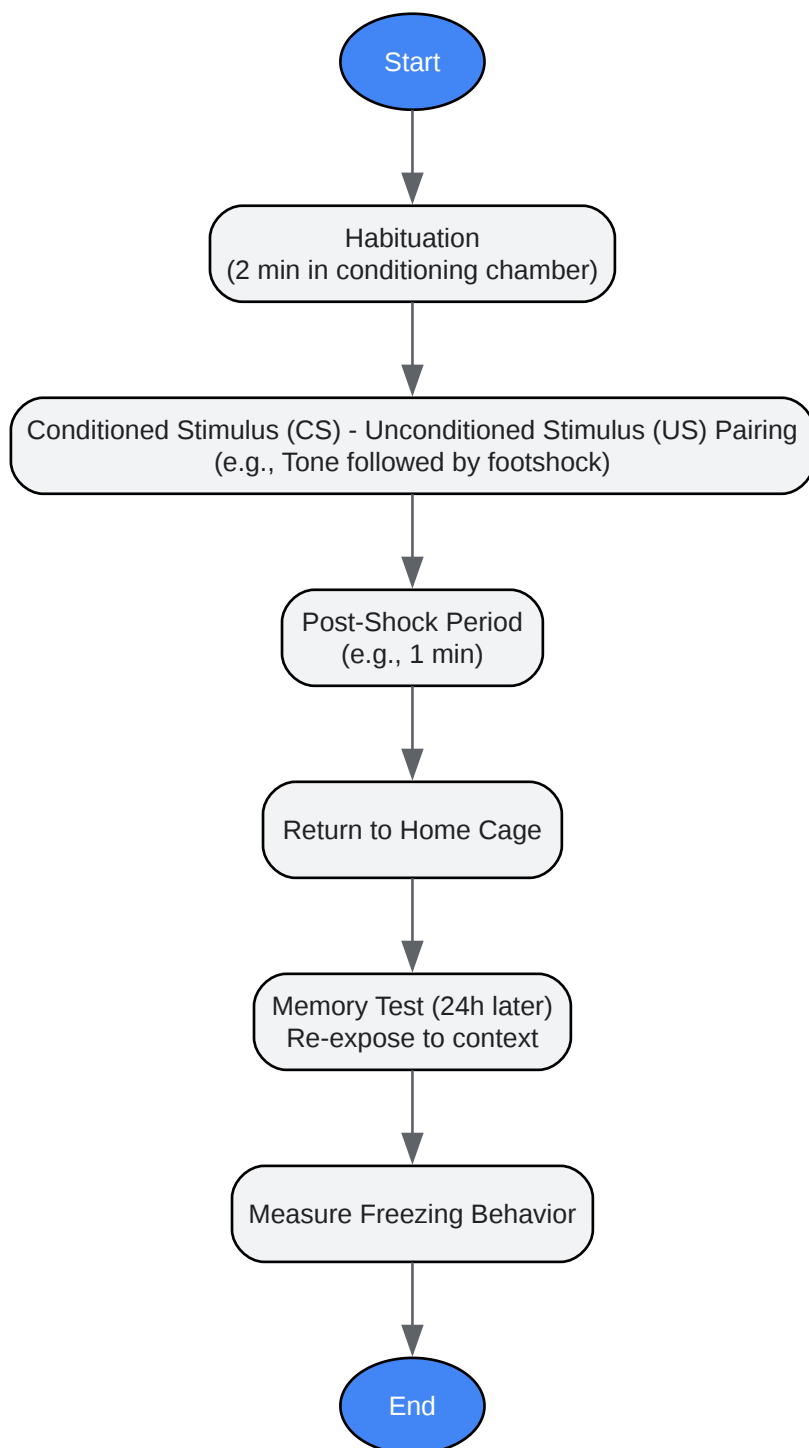 Start
Habituation
(2 min in conditioning chamber)
Conditioned Stimulus (CS) - Unconditioned Stimulus (US) Pairing
(e.g., Tone followed by footshock)
Post-Shock Period
(e.g., 1 min)
Return to Home Cage
Memory Test (24h later)
Re-expose to context
Measure Freezing Behavior
End